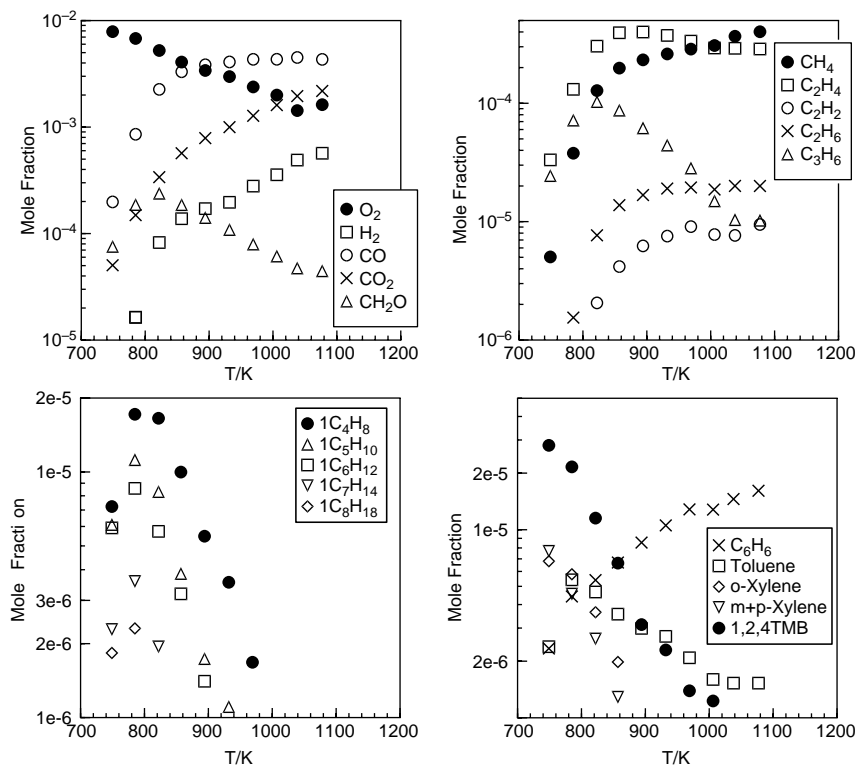 10⁻²
10⁻³
10⁻⁴
10⁻⁵
Mole Fraction
700 800 900 1000 1100 1200
T/K
O₂
H₂
CO
CO₂
CH₂O
10⁻⁴
10⁻⁵
10⁻⁶
Mole Fraction
700 800 900 1000 1100 1200
T/K
CH₄
C₂H₄
C₂H₂
C₂H₆
C₃H₆
2e-5
1e-5
3e-6
2e-6
1e-6
Mole Fracti on
700 800 900 1000 1100 1200
T/K
1C₄H₈
1C₅H₁₀
1C₆H₁₂
1C₇H₁₄
1C₈H₁₈
2e-5
1e-5
2e-6
Mole Fraction
700 800 900 1000 1100 1200
T/K
C₆H₆
Toluene
o-Xylene
m+p-Xylene
1,2,4TMB